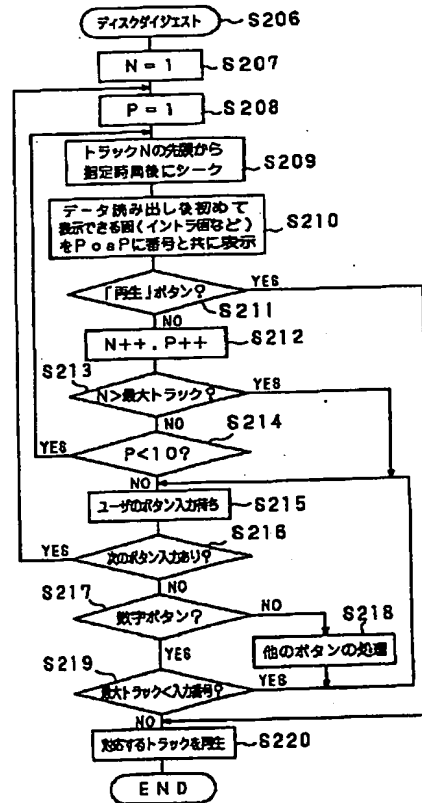 ディスクダイジェスト S206
N=1 S207
P=1 S208
トラックNの先頭から
指定時間後にシーク
S209
データ読み出し後初めて
表示できる画(イントラ画など)
をPosPに番号と共に表示
S210
「再生」ボタン? YES
S211
NO
N++.P++ S212
S213
N>最大トラック? YES
NO
S214
YES P<10?
NO
ユーザのボタン入力待ち S215
S216
次のボタン入力あり?
YES
NO
S217
数字ボタン? NO
S218
他のボタンの処理
YES
S219
最大トラック<入力番号? YES
NO
対応するトラックを再生 S220
END